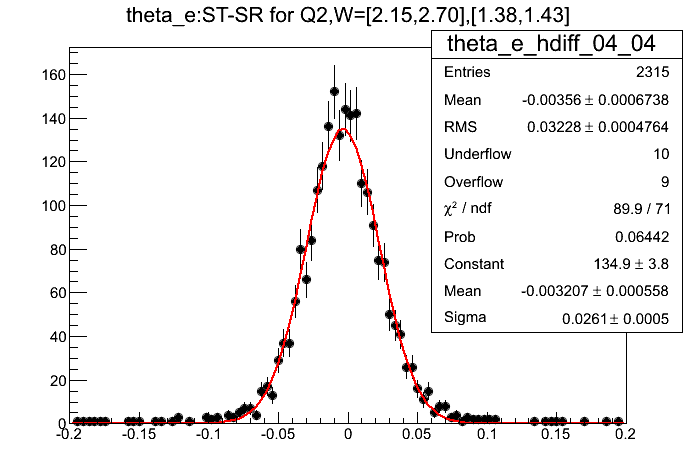 theta_e:ST-SR for Q2,W=[2.15,2.70],[1.38,1.43]
theta_e_hdiff_04_04
Entries 2315
Mean -0.00356 ± 0.0006738
RMS 0.03228 ± 0.0004764
Underflow 10
Overflow 9
χ² / ndf 89.9 / 71
Prob 0.06442
Constant 134.9 ± 3.8
Mean -0.003207 ± 0.000558
Sigma 0.0261 ± 0.0005
160
140
120
100
80
60
40
20
0
-0.2 -0.15 -0.1 -0.05 0 0.05 0.1 0.15 0.2